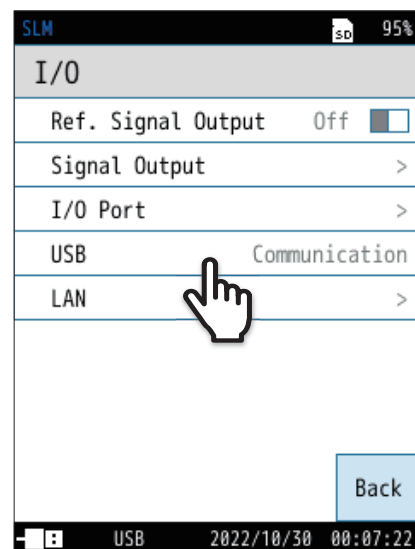 SLM SD 95%
I/O
Ref. Signal Output Off
Signal Output >
I/O Port >
USB Communication
LAN >
Back
USB 2022/10/30 00:07:22